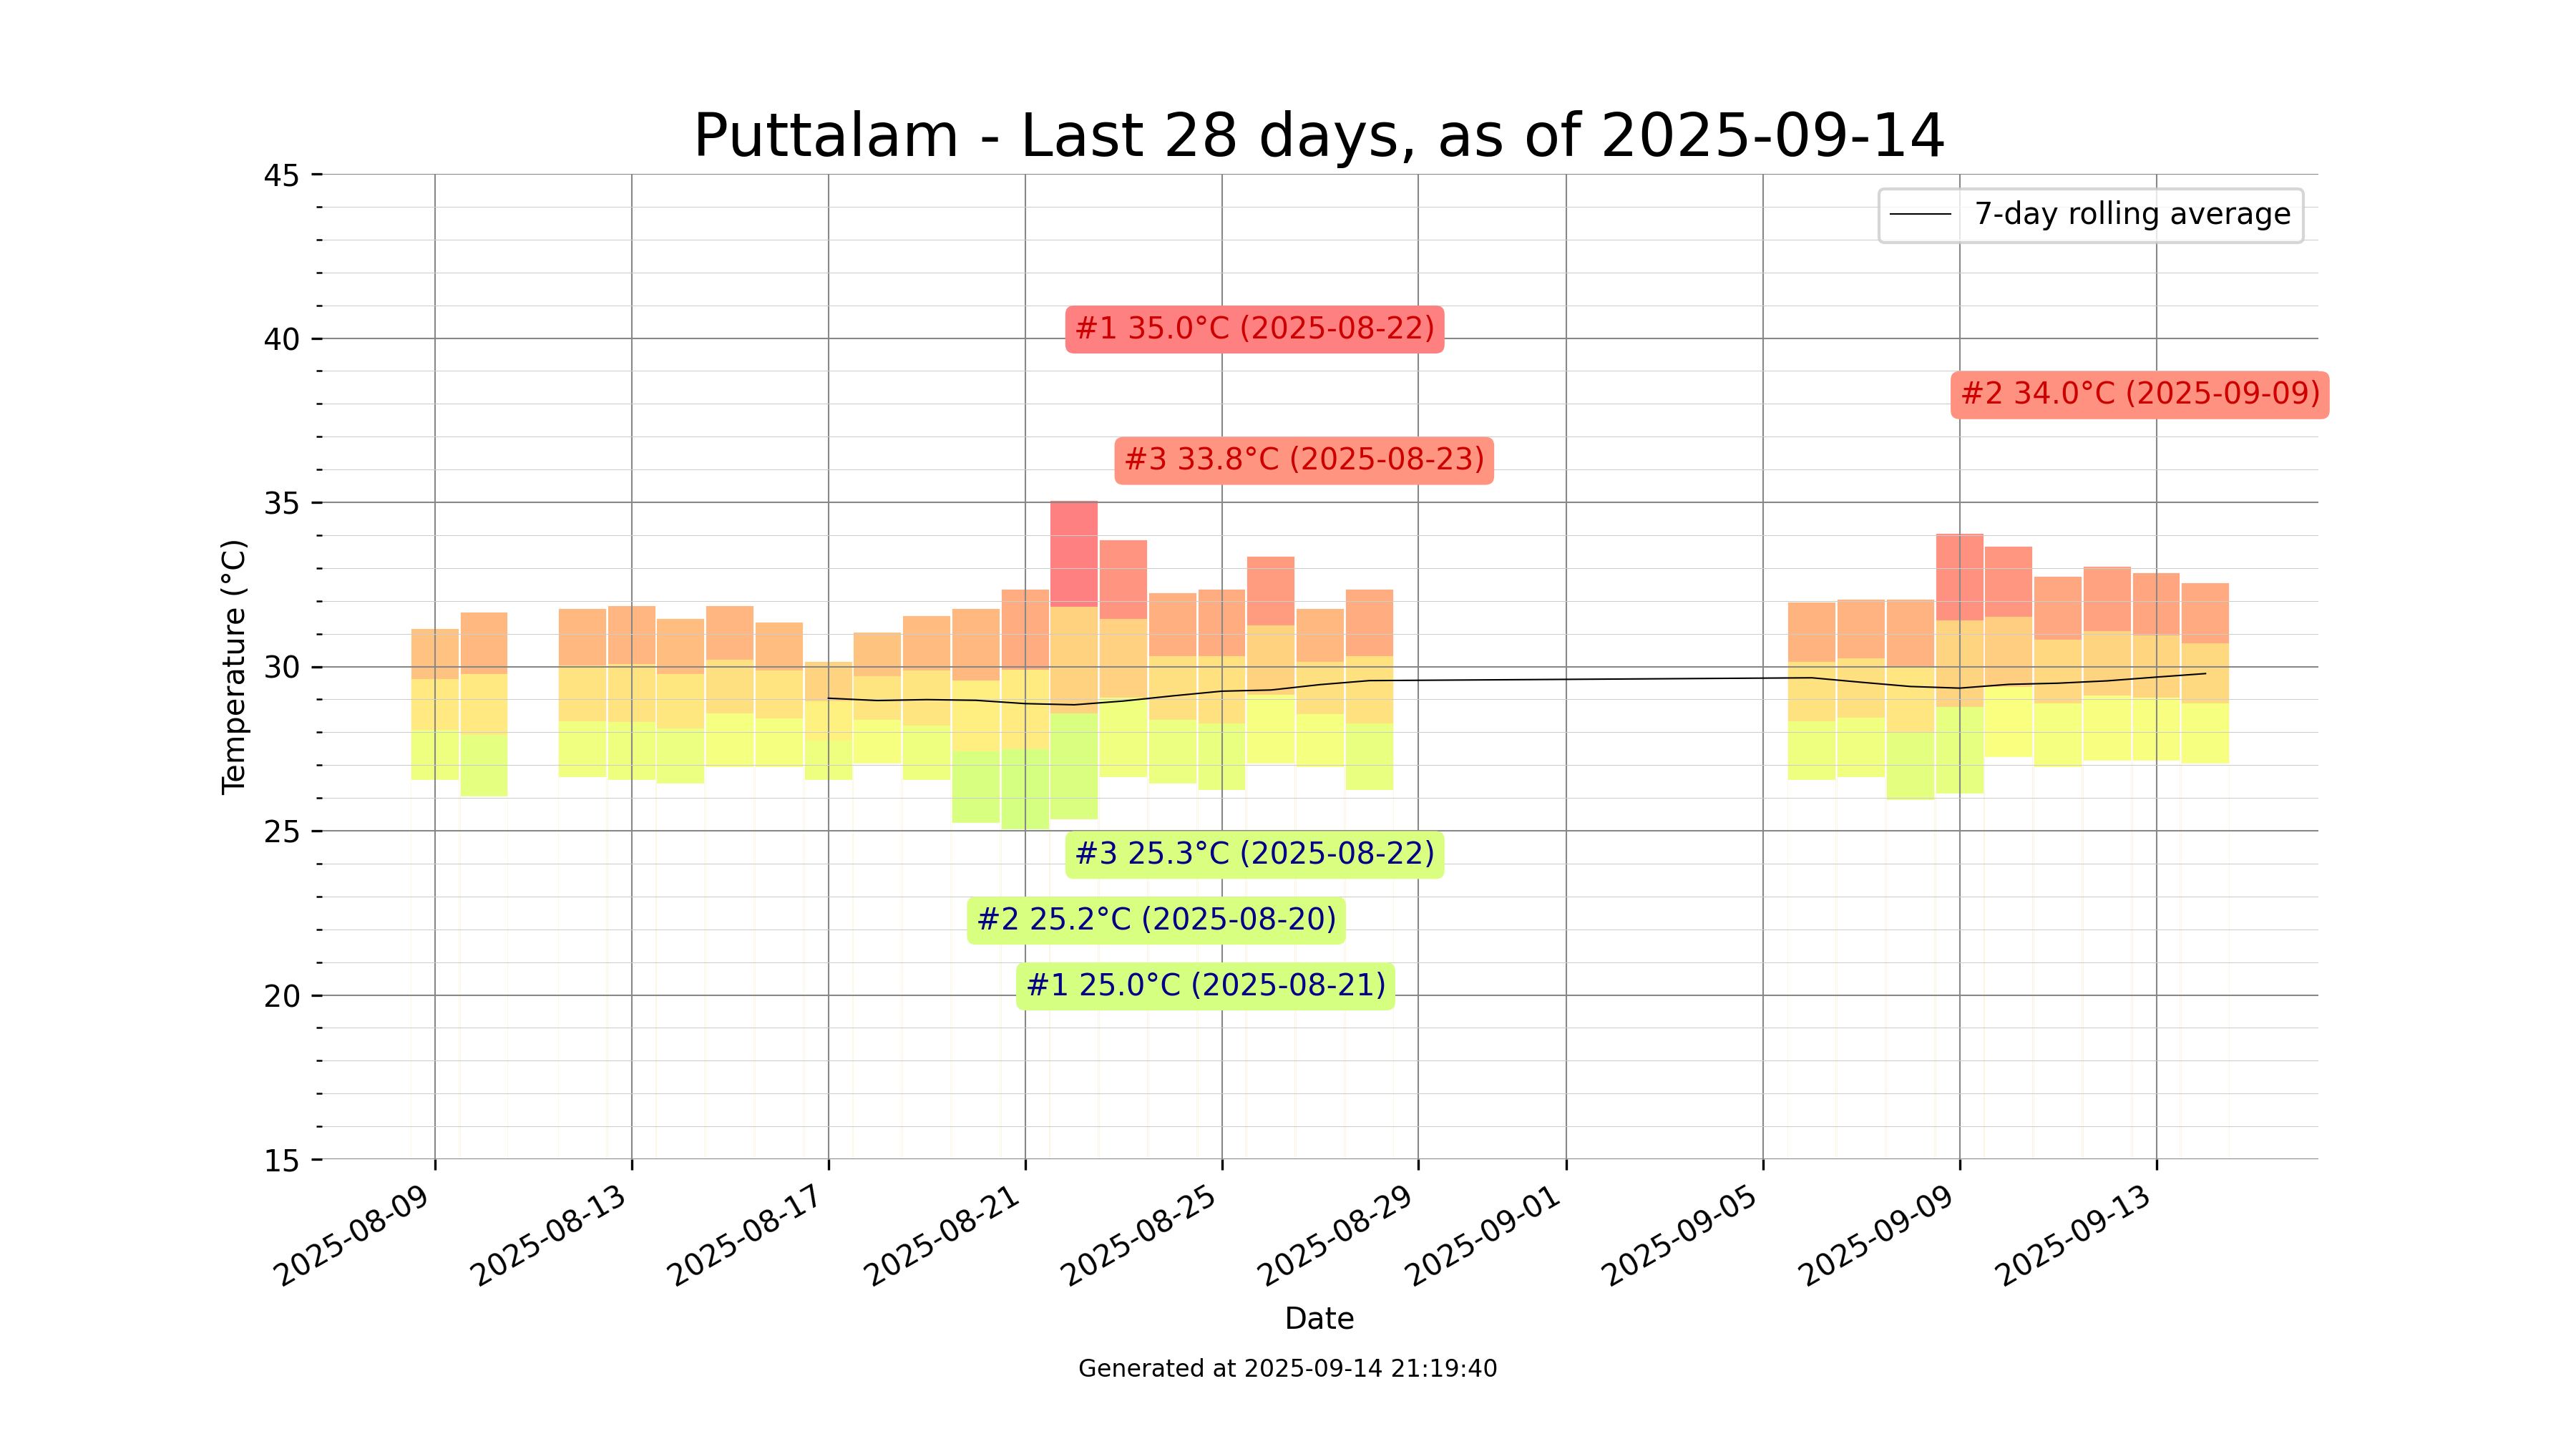 Puttalam - Last 28 days, as of 2025-09-14
7-day rolling average
#1 35.0°C (2025-08-22)
#2 34.0°C (2025-09-09)
#3 33.8°C (2025-08-23)
#3 25.3°C (2025-08-22)
#2 25.2°C (2025-08-20)
#1 25.0°C (2025-08-21)
Temperature (°C)
45
40
35
30
25
20
15
2025-08-09
2025-08-13
2025-08-17
2025-08-21
2025-08-25
2025-08-29
2025-09-01
2025-09-05
2025-09-09
2025-09-13
Date
Generated at 2025-09-14 21:19:40